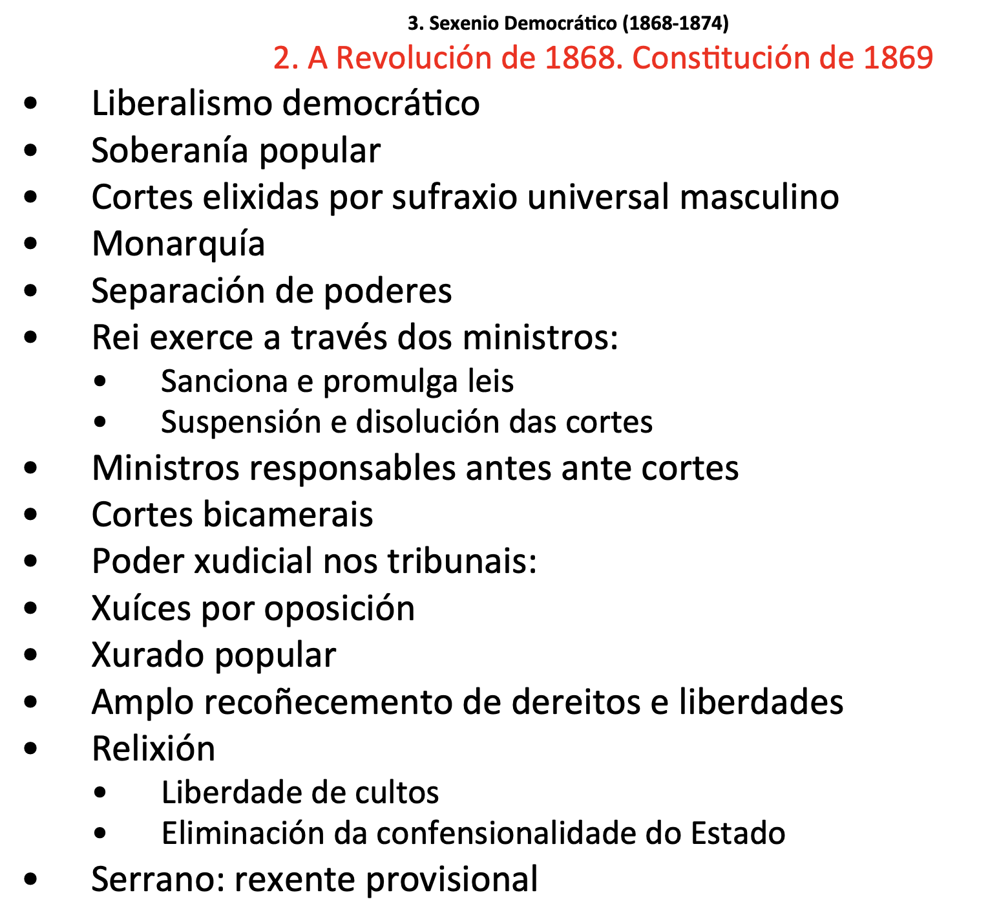 3. Sexenio Democrático (1868-1874)
2. A Revolución de 1868. Constitución de 1869
• Liberalismo democrático
• Soberanía popular
• Cortes elixidas por sufraxio universal masculino
• Monarquía
• Separación de poderes
• Rei exerce a través dos ministros:
• Sanciona e promulga leis
• Suspensión e disolución das cortes
• Ministros responsables antes ante cortes
• Cortes bicamerais
• Poder xudicial nos tribunais:
• Xuíces por oposición
• Xurado popular
• Amplo recoñecemento de dereitos e liberdades
• Relixión
• Liberdade de cultos
• Eliminación da confensionalidade do Estado
• Serrano: rexente provisional